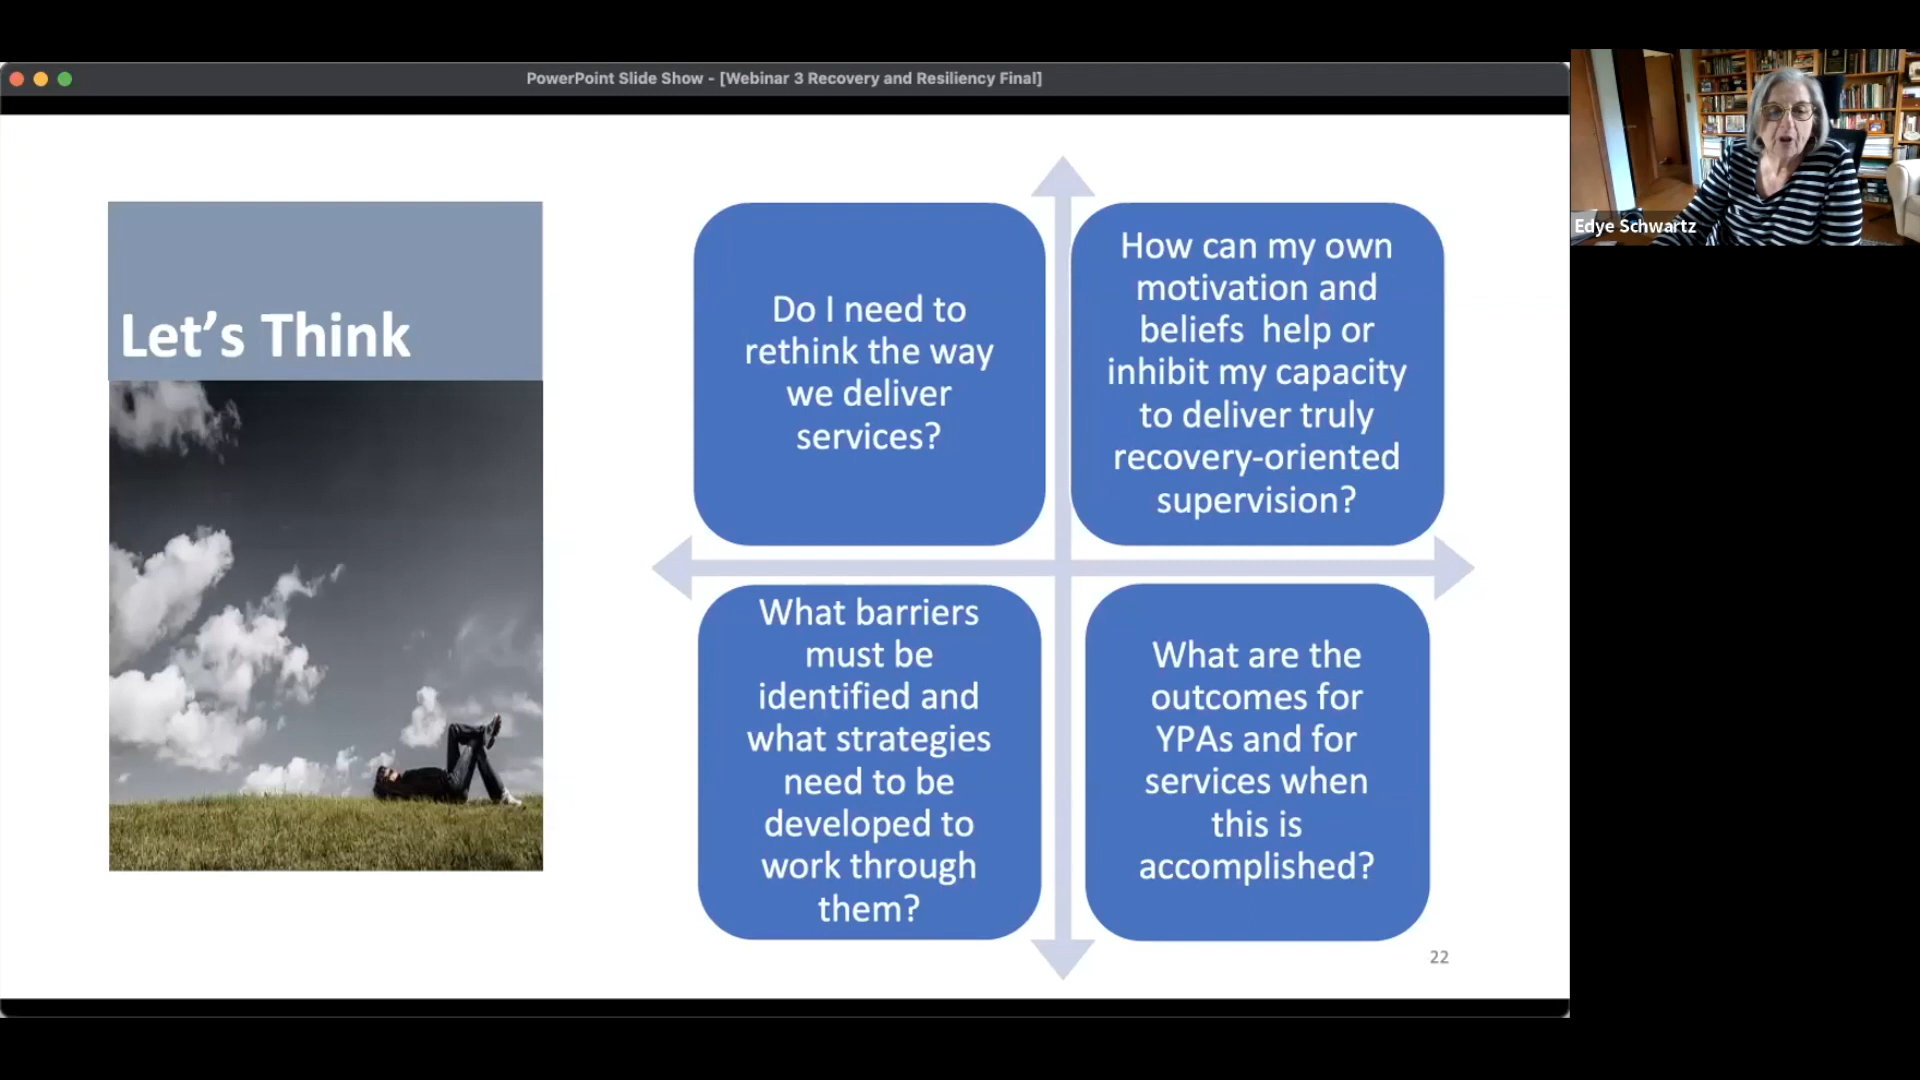 PowerPoint Slide Show - [Webinar 3 Recovery and Resiliency Final]
Edye Schwartz
Let's Think
Do I need to
rethink the way
we deliver
services?
How can my own
motivation and
beliefs  help or
inhibit my capacity
to deliver truly
recovery-oriented
supervision?
What barriers
must be
identified and
what strategies
need to be
developed to
work through
them?
What are the
outcomes for
YPAs and for
services when
this is
accomplished?
22